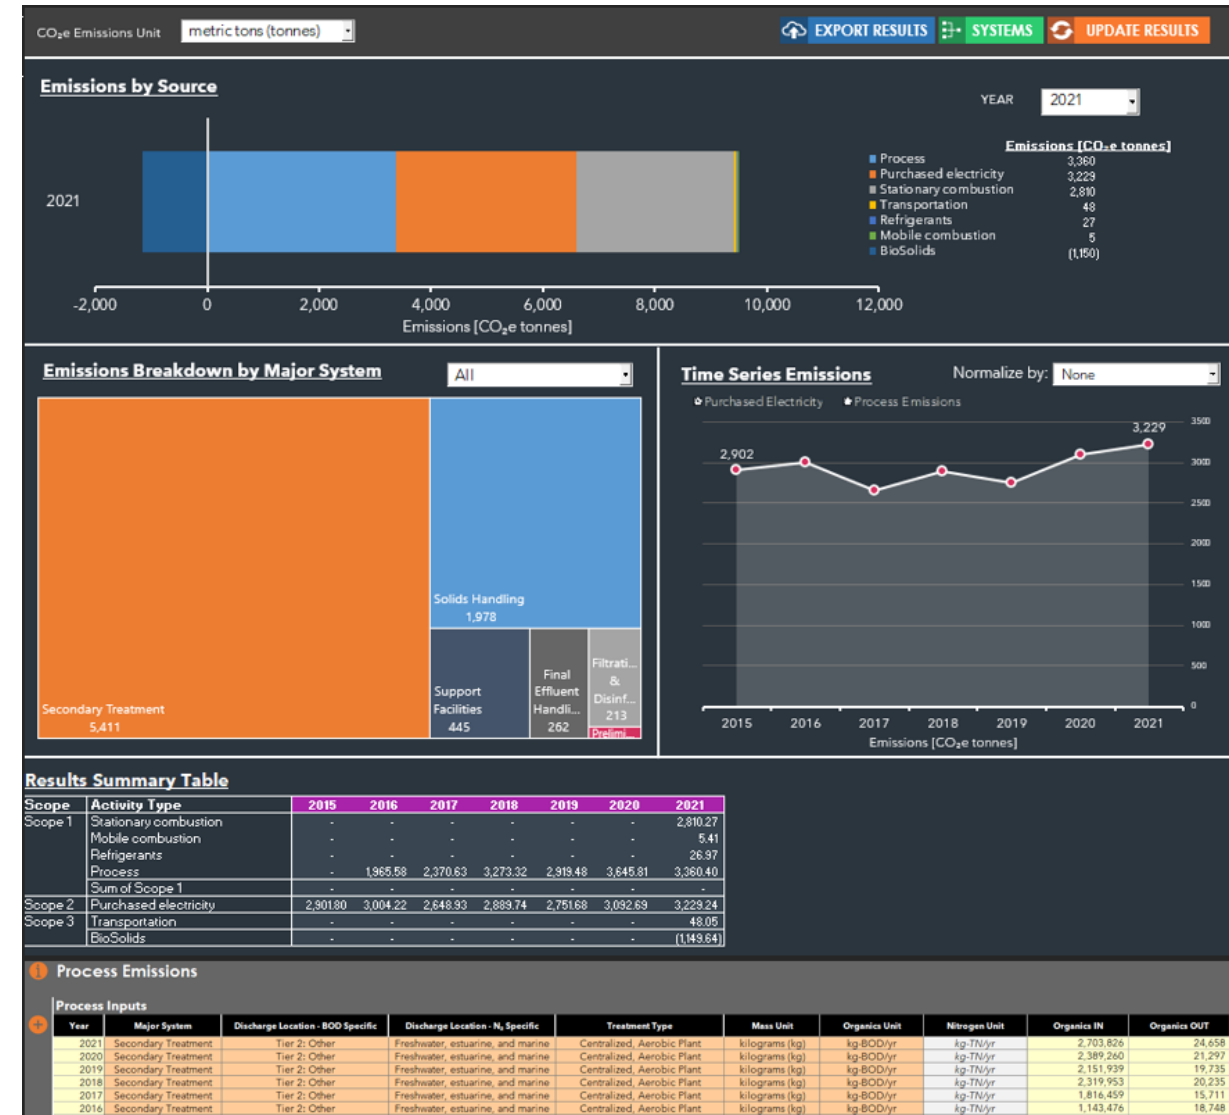 CO₂e Emissions Unit metric tons (tonnes) EXPORT RESULTS SYSTEMS UPDATE RESULTS
Emissions by Source
YEAR 2021
Emissions [CO₂e tonnes]
Process 3,360
Purchased electricity 3,229
Stationary combustion 2,810
Transportation 48
Refrigerants 27
Mobile combustion 5
BioSolids (1,150)
2021
-2,000 0 2,000 4,000 6,000 8,000 10,000 12,000
Emissions [CO₂e tonnes]
Emissions Breakdown by Major System All
Secondary Treatment
5,411
Solids Handling
1,978
Support
Facilities
445
Final
Effluent
Handli...
262
Filtrati...
&
Disinf...
213
Prelimi...
Time Series Emissions Normalize by: None
Purchased Electricity Process Emissions
2,902
3,229
3500
3000
2500
2000
1500
1000
500
0
2015 2016 2017 2018 2019 2020 2021
Emissions [CO₂e tonnes]
Results Summary Table
Scope Activity Type 2015 2016 2017 2018 2019 2020 2021
Scope 1 Stationary combustion - - - - - - 2,810.27
Mobile combustion - - - - - - 5.41
Refrigerants - - - - - - 26.97
Process - 1,965.58 2,370.63 3,273.32 2,919.48 3,645.81 3,360.40
Sum of Scope 1 - - - - - - -
Scope 2 Purchased electricity 2,901.80 3,004.22 2,648.93 2,889.74 2,751.68 3,092.69 3,229.24
Scope 3 Transportation - - - - - - 48.05
BioSolids - - - - - - (1,149.64)
i Process Emissions
Process Inputs
Year Major System Discharge Location - BOD Specific Discharge Location - N₂ Specific Treatment Type Mass Unit Organics Unit Nitrogen Unit Organics IN Organics OUT
2021 Secondary Treatment Tier 2: Other Freshwater, estuarine, and marine Centralized, Aerobic Plant kilograms (kg) kg-BOD/yr kg-TN/yr 2,703,826 24,658
2020 Secondary Treatment Tier 2: Other Freshwater, estuarine, and marine Centralized, Aerobic Plant kilograms (kg) kg-BOD/yr kg-TN/yr 2,389,260 21,297
2019 Secondary Treatment Tier 2: Other Freshwater, estuarine, and marine Centralized, Aerobic Plant kilograms (kg) kg-BOD/yr kg-TN/yr 2,151,939 19,735
2018 Secondary Treatment Tier 2: Other Freshwater, estuarine, and marine Centralized, Aerobic Plant kilograms (kg) kg-BOD/yr kg-TN/yr 2,319,953 20,235
2017 Secondary Treatment Tier 2: Other Freshwater, estuarine, and marine Centralized, Aerobic Plant kilograms (kg) kg-BOD/yr kg-TN/yr 1,816,459 15,711
2016 Secondary Treatment Tier 2: Other Freshwater, estuarine, and marine Centralized, Aerobic Plant kilograms (kg) kg-BOD/yr kg-TN/yr 1,143,476 18,748